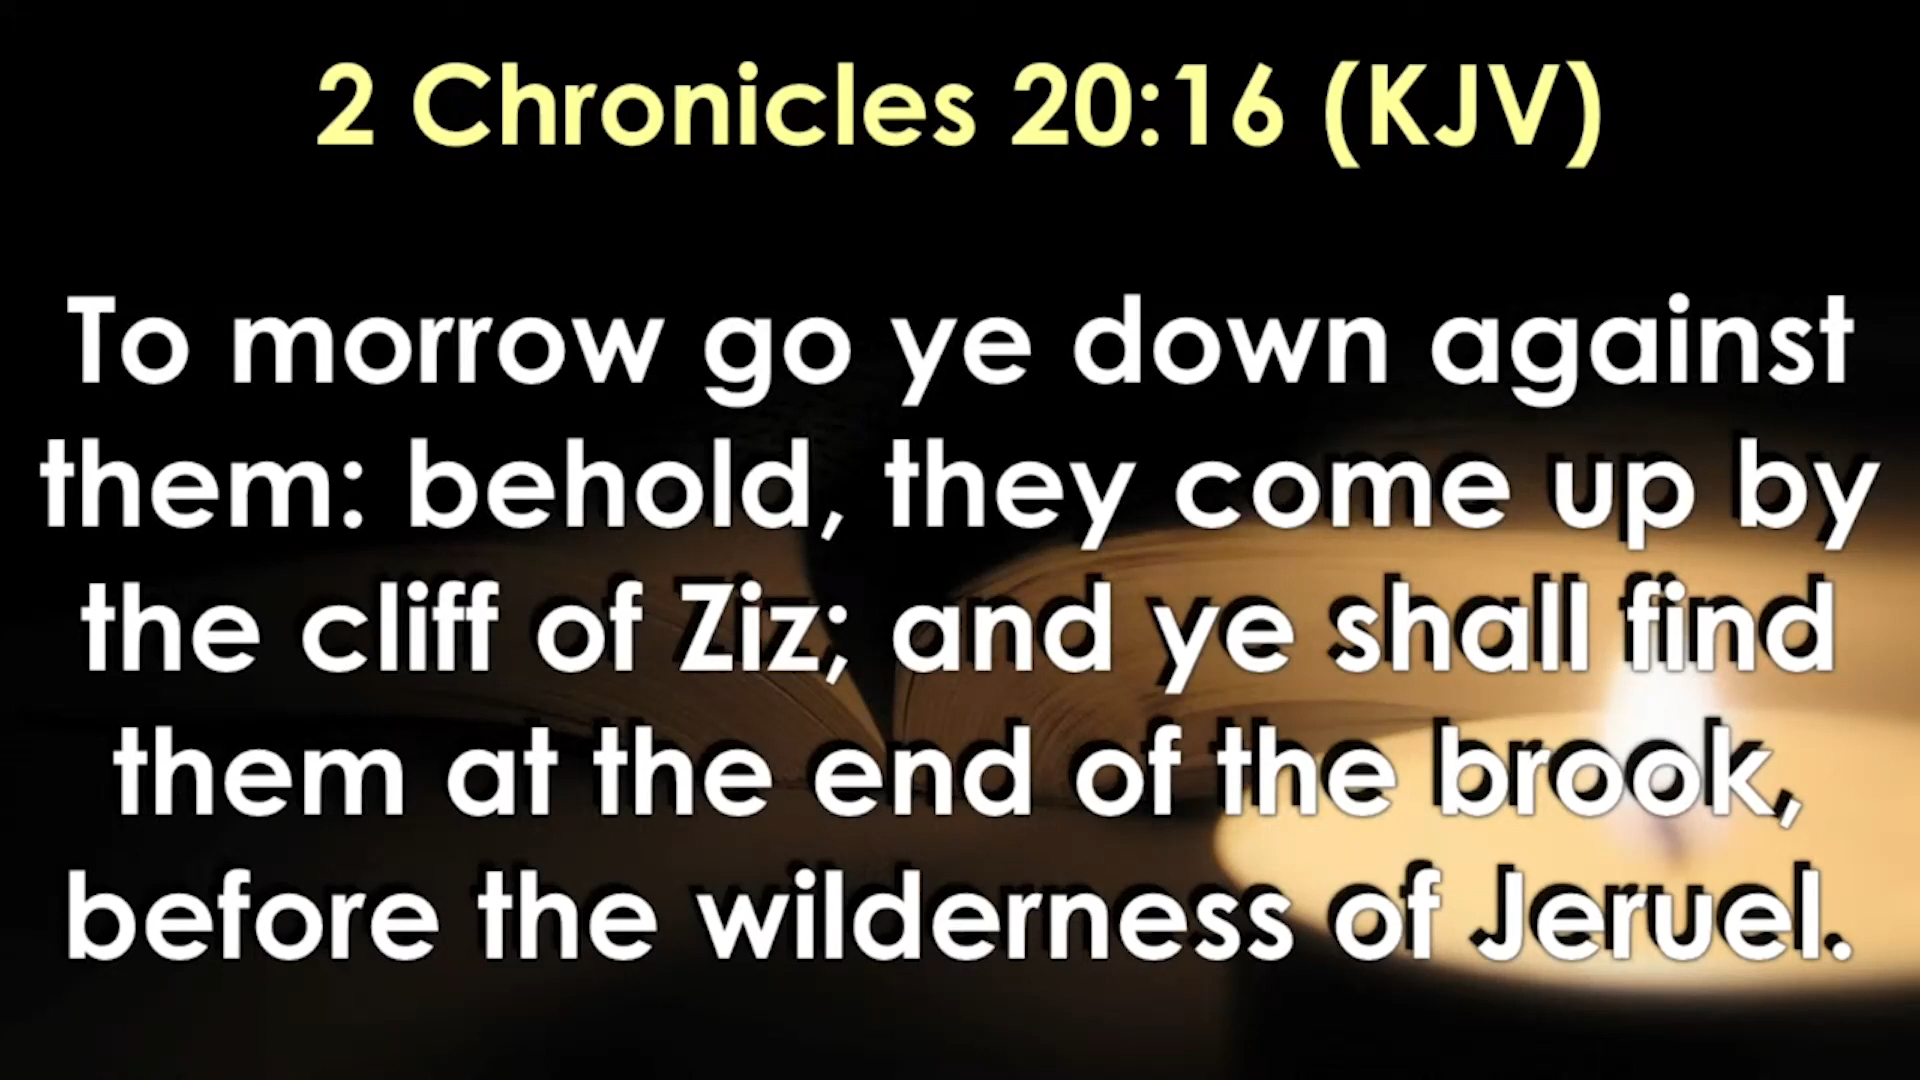 2 Chronicles 20:16 (KJV)
To morrow go ye down against
them: behold, they come up by
the cliff of Ziz; and ye shall find
them at the end of the brook,
before the wilderness of Jeruel.